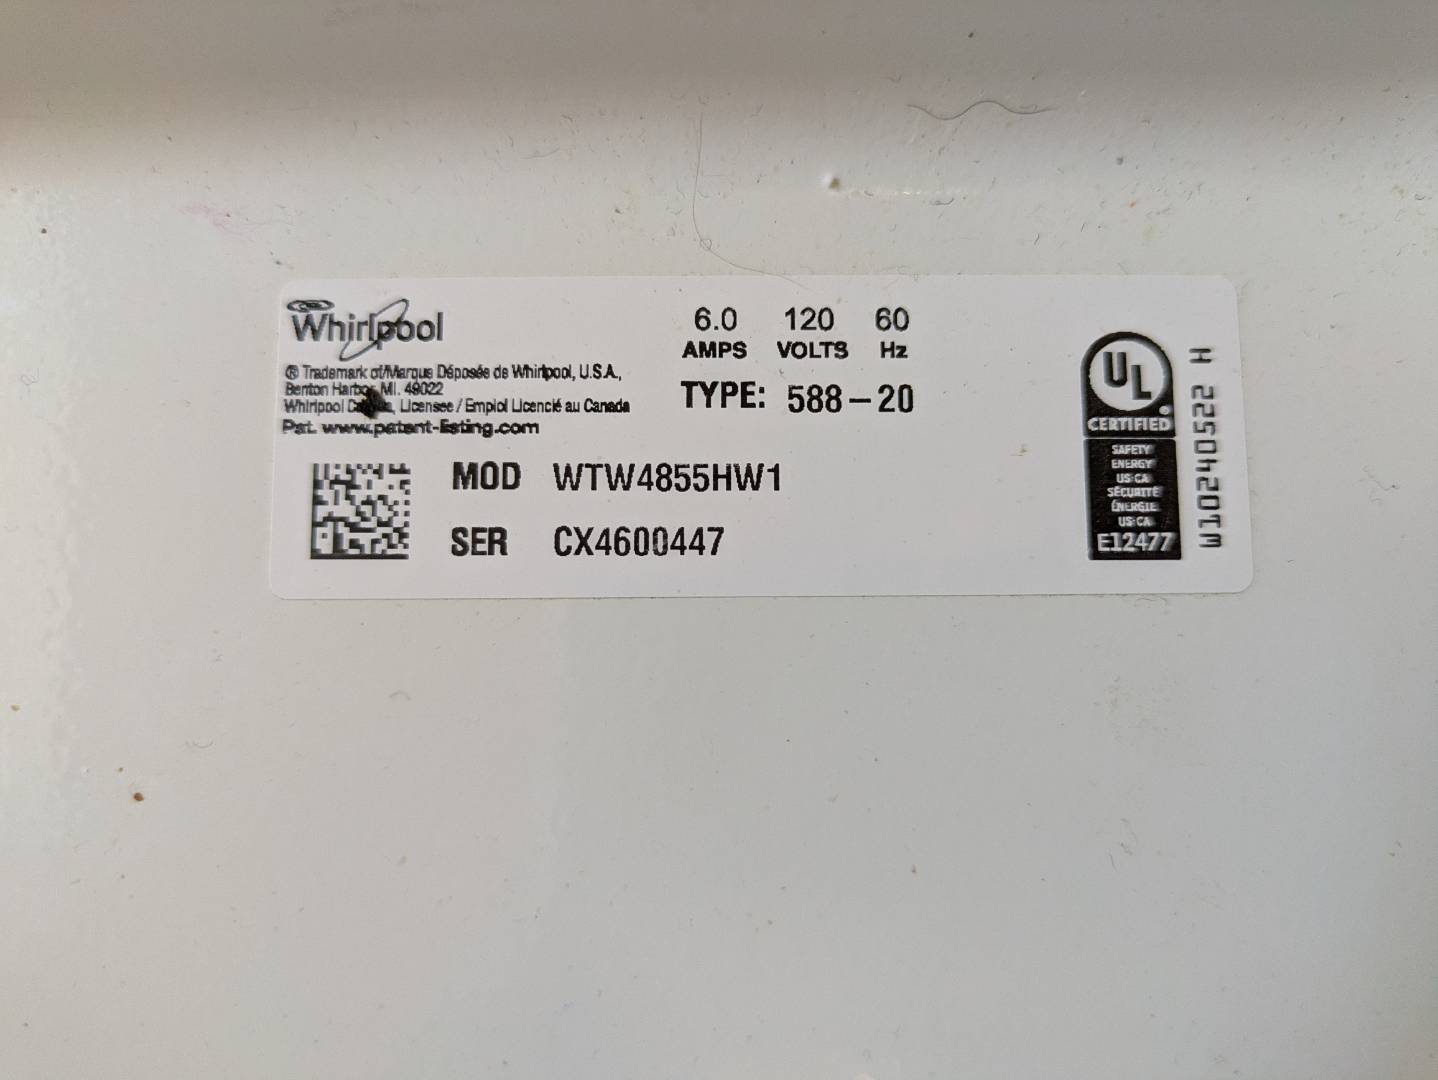 Whirlpool
® Trademark of/Marque Déposée de Whirlpool, U.S.A.,
Benton Harbor MI. 49022
Whirlpool Licensee / Emploi Licencié au Canada
Pat. www.patent-listing.com
6.0 120 60
AMPS VOLTS Hz
TYPE: 588-20
MOD WTW4855HW1
SER CX4600447
UL
®
CERTIFIED
SAFETY
ENERGY
US CA
SÉCURITÉ
ÉNERGIE
US CA
E12477
W10240522 H